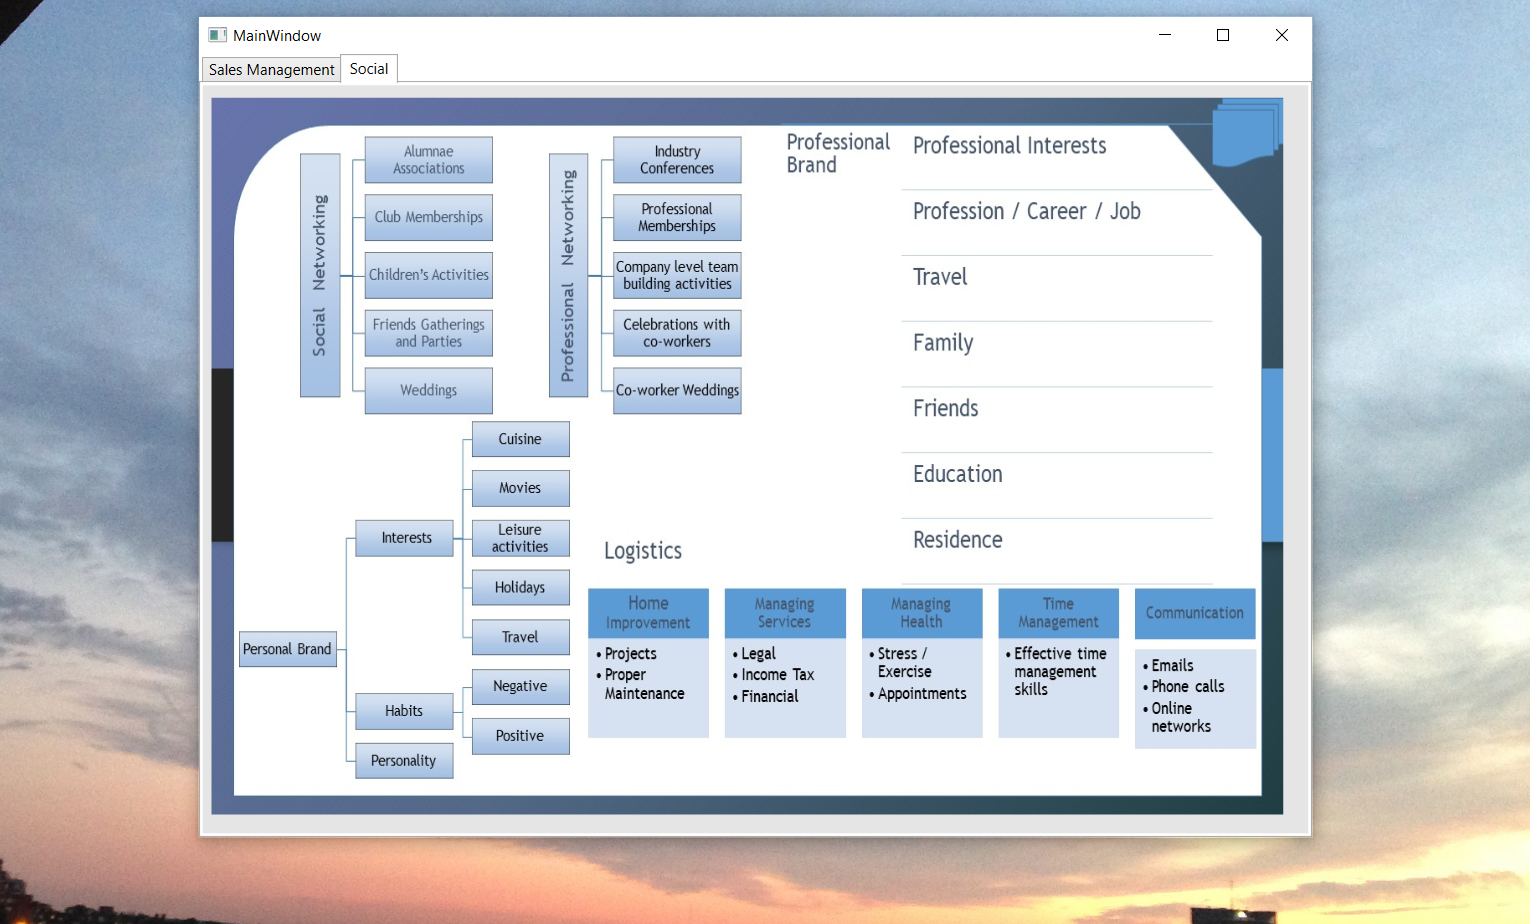 MainWindow
Sales Management
Social
Social Networking
Alumnae
Associations
Club Memberships
Children's Activities
Friends Gatherings
and Parties
Weddings
Professional Networking
Industry
Conferences
Professional
Memberships
Company level team
building activities
Celebrations with
co-workers
Co-worker Weddings
Professional
Brand
Professional Interests
Profession / Career / Job
Travel
Family
Friends
Education
Residence
Personal Brand
Interests
Cuisine
Movies
Leisure
activities
Holidays
Travel
Habits
Negative
Positive
Personality
Logistics
Home
Improvement
• Projects
• Proper
Maintenance
Managing
Services
• Legal
• Income Tax
• Financial
Managing
Health
• Stress /
Exercise
• Appointments
Time
Management
• Effective time
management
skills
Communication
• Emails
• Phone calls
• Online
networks